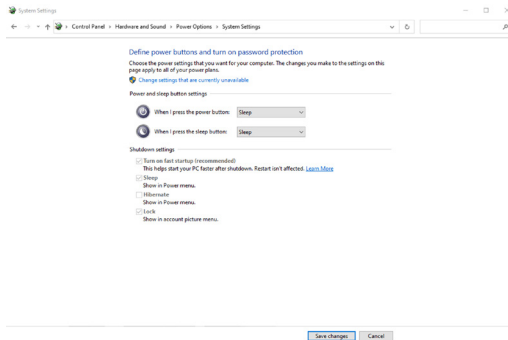 System Settings
Control Panel > Hardware and Sound > Power Options > System Settings
Define power buttons and turn on password protection
Choose the power settings that you want for your computer. The changes you make to the settings on this
page apply to all of your power plans.
Change settings that are currently unavailable
Power and sleep button settings
When I press the power button: Sleep
When I press the sleep button: Sleep
Shutdown settings
Turn on fast startup (recommended)
This helps start your PC faster after shutdown. Restart isn't affected. Learn More
Sleep
Show in Power menu.
Hibernate
Show in Power menu.
Lock
Show in account picture menu.
Save changes Cancel